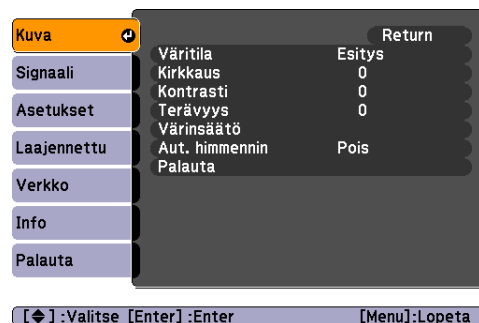 Kuva
Signaali
Asetukset
Laajennettu
Verkko
Info
Palauta
Return
Väritila Esitys
Kirkkaus 0
Kontrasti 0
Terävyys 0
Värinsäätö
Aut. himmennin Pois
Palauta
[◆] :Valitse [Enter] :Enter [Menu]:Lopeta